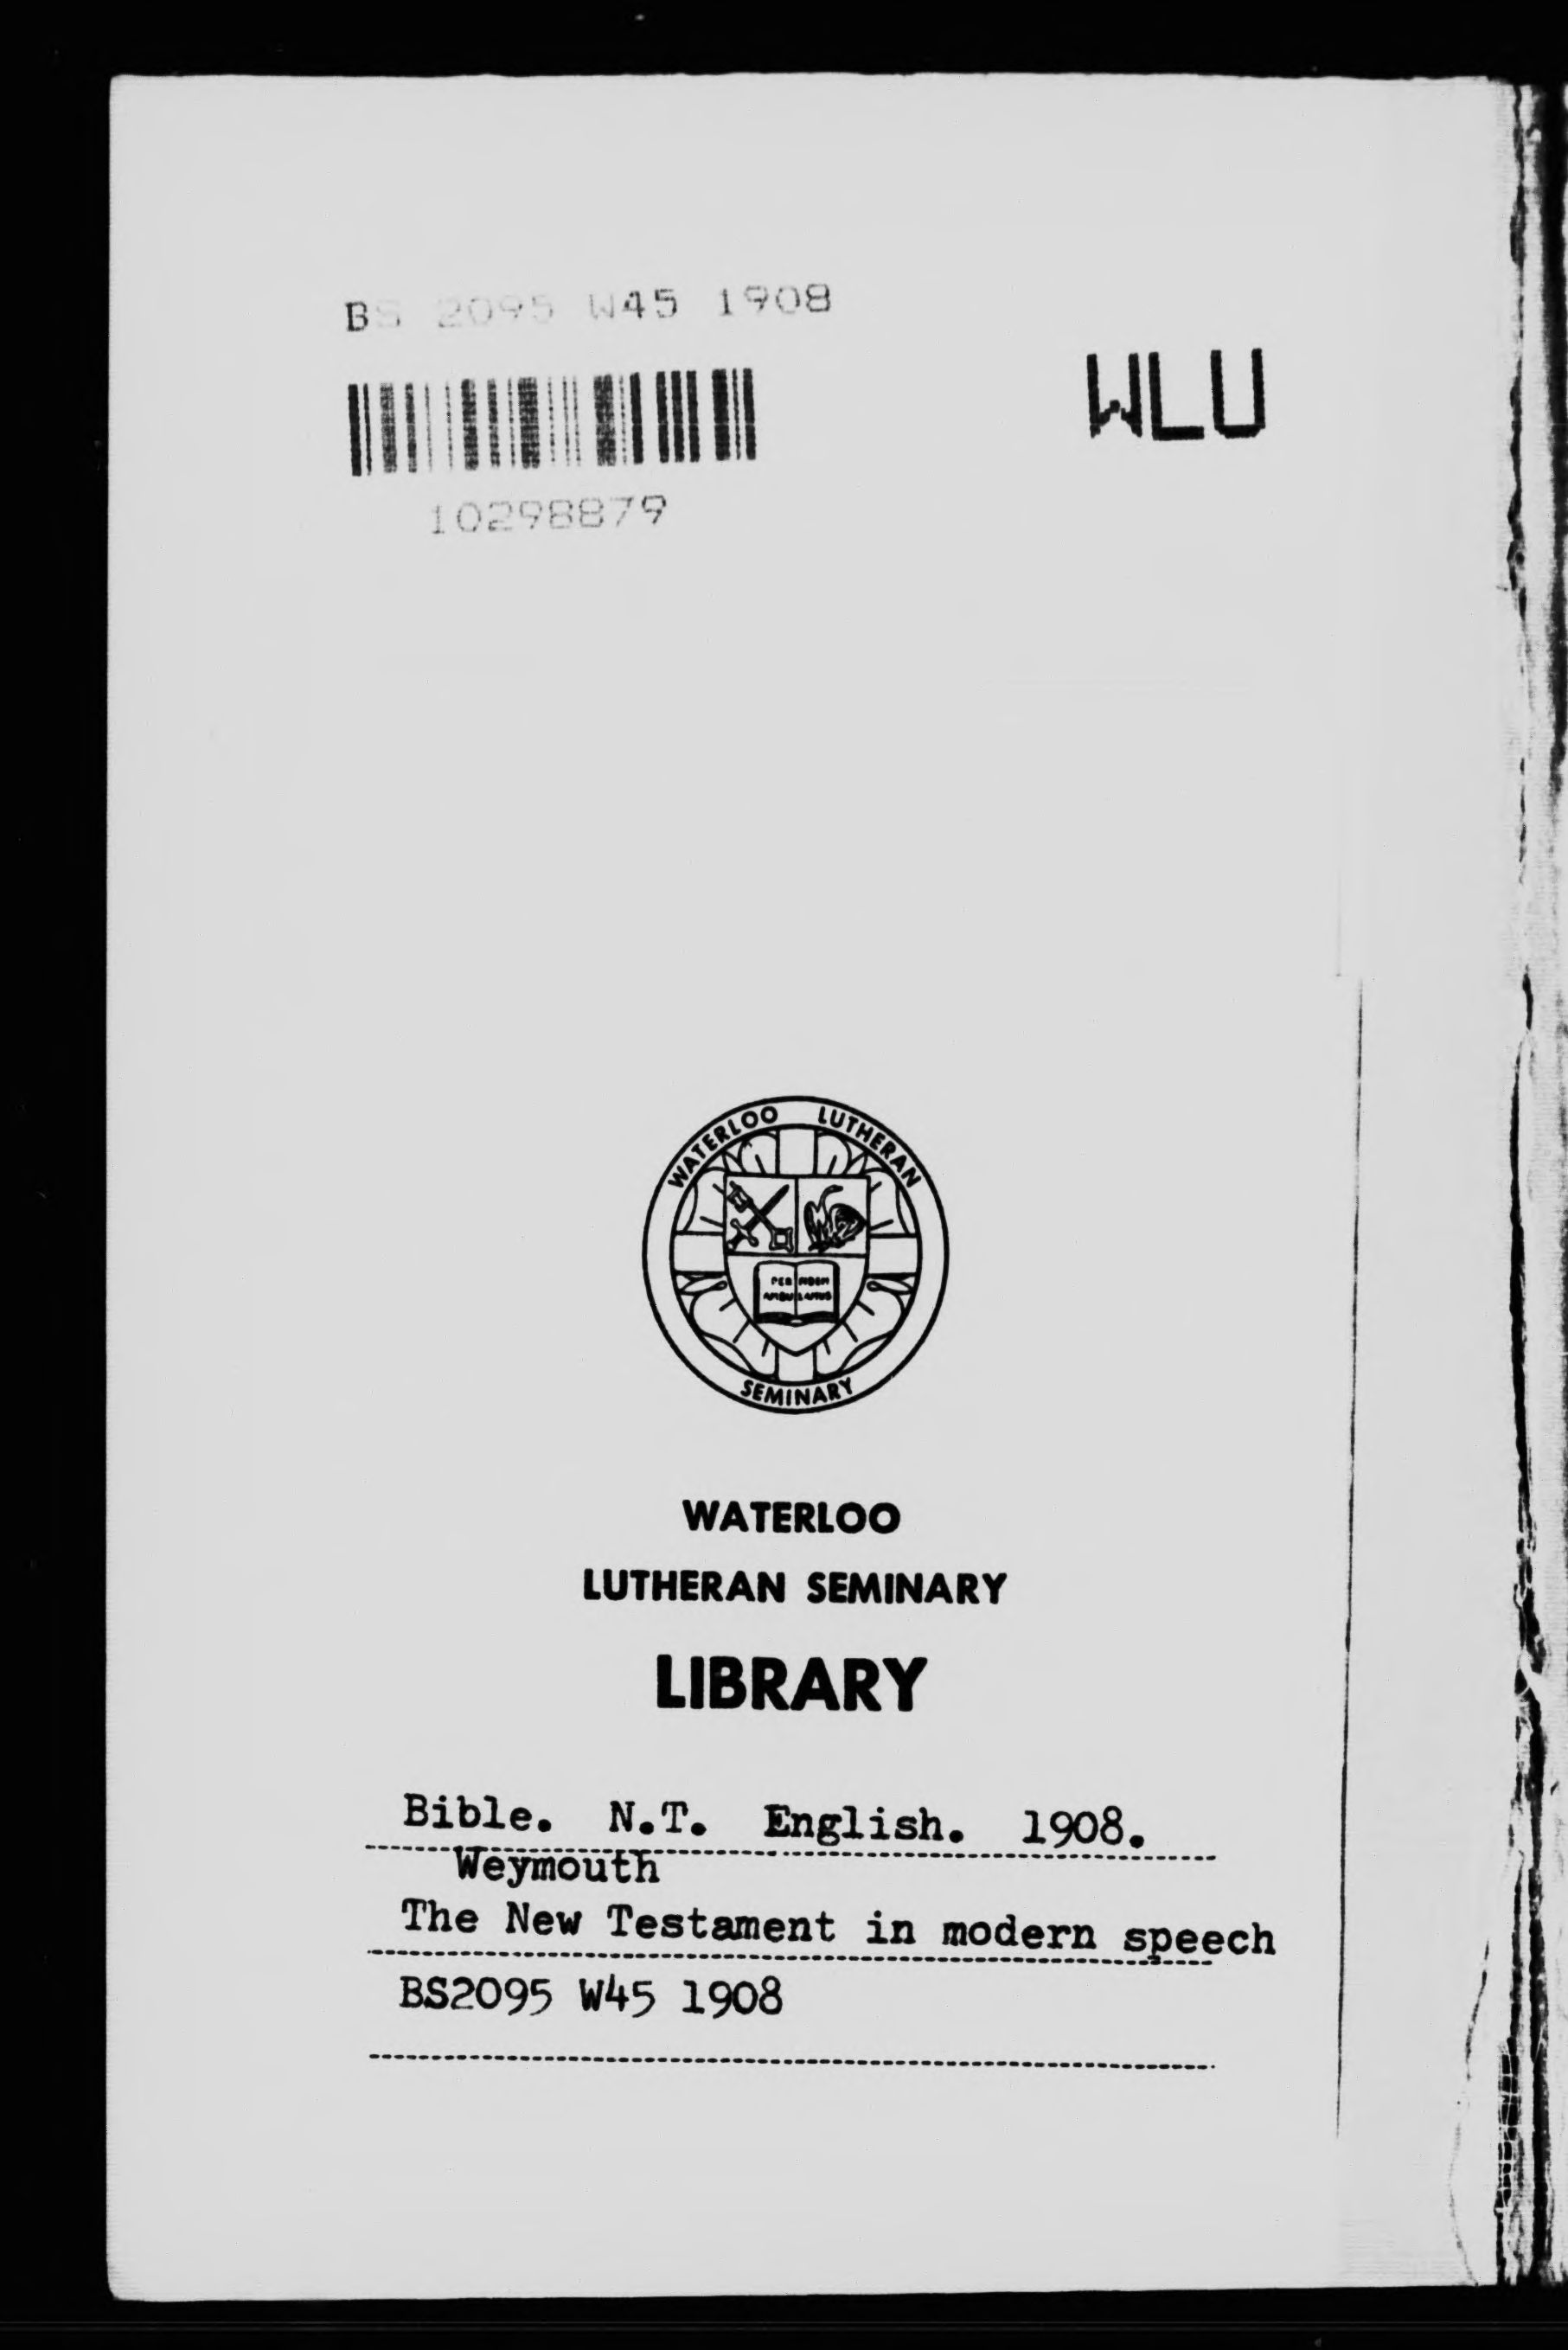 BS 2095 W45 1908
WLU
10298879
WATERLOO LUTHERAN
PER FIDEM
AMBULAMUS
SEMINARY
WATERLOO
LUTHERAN SEMINARY
LIBRARY
Bible. N.T. English. 1908.
Weymouth
The New Testament in modern speech
BS2095 W45 1908